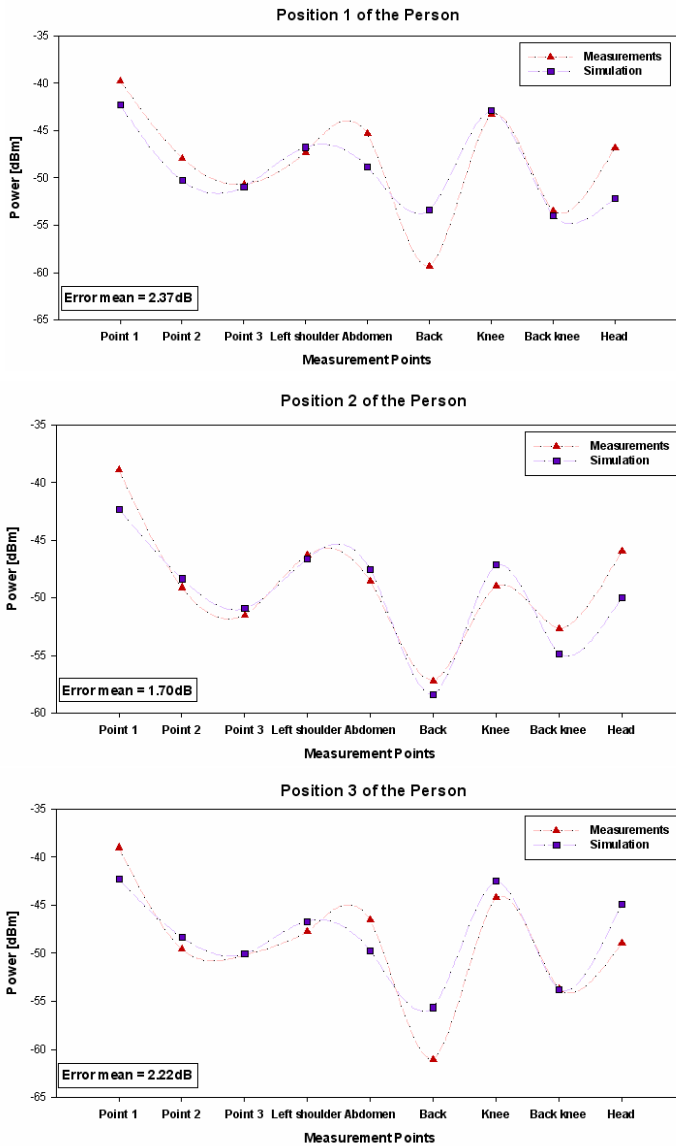 Position 1 of the Person
-35
-40
-45
-50
-55
-60
-65
Power [dBm]
Measurements
Simulation
Error mean = 2.37dB
Point 1 Point 2 Point 3 Left shoulder Abdomen Back Knee Back knee Head
Measurement Points
Position 2 of the Person
-35
-40
-45
-50
-55
-60
Power [dBm]
Measurements
Simulation
Error mean = 1.70dB
Point 1 Point 2 Point 3 Left shoulder Abdomen Back Knee Back knee Head
Measurement Points
Position 3 of the Person
-35
-40
-45
-50
-55
-60
-65
Power [dBm]
Measurements
Simulation
Error mean = 2.22dB
Point 1 Point 2 Point 3 Left shoulder Abdomen Back Knee Back knee Head
Measurement Points